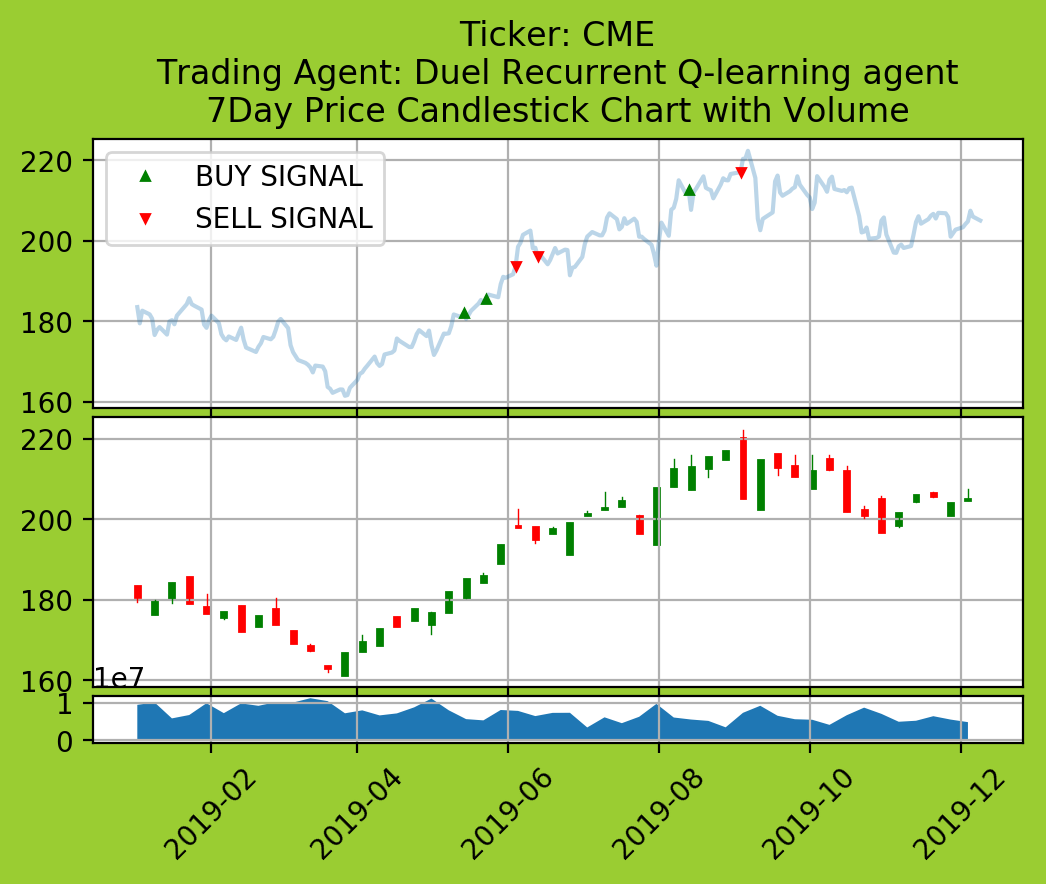 Ticker: CME
Trading Agent: Duel Recurrent Q-learning agent
7Day Price Candlestick Chart with Volume
BUY SIGNAL
SELL SIGNAL
220
200
180
160
220
200
180
160
1e7
1
0
2019-02
2019-04
2019-06
2019-08
2019-10
2019-12